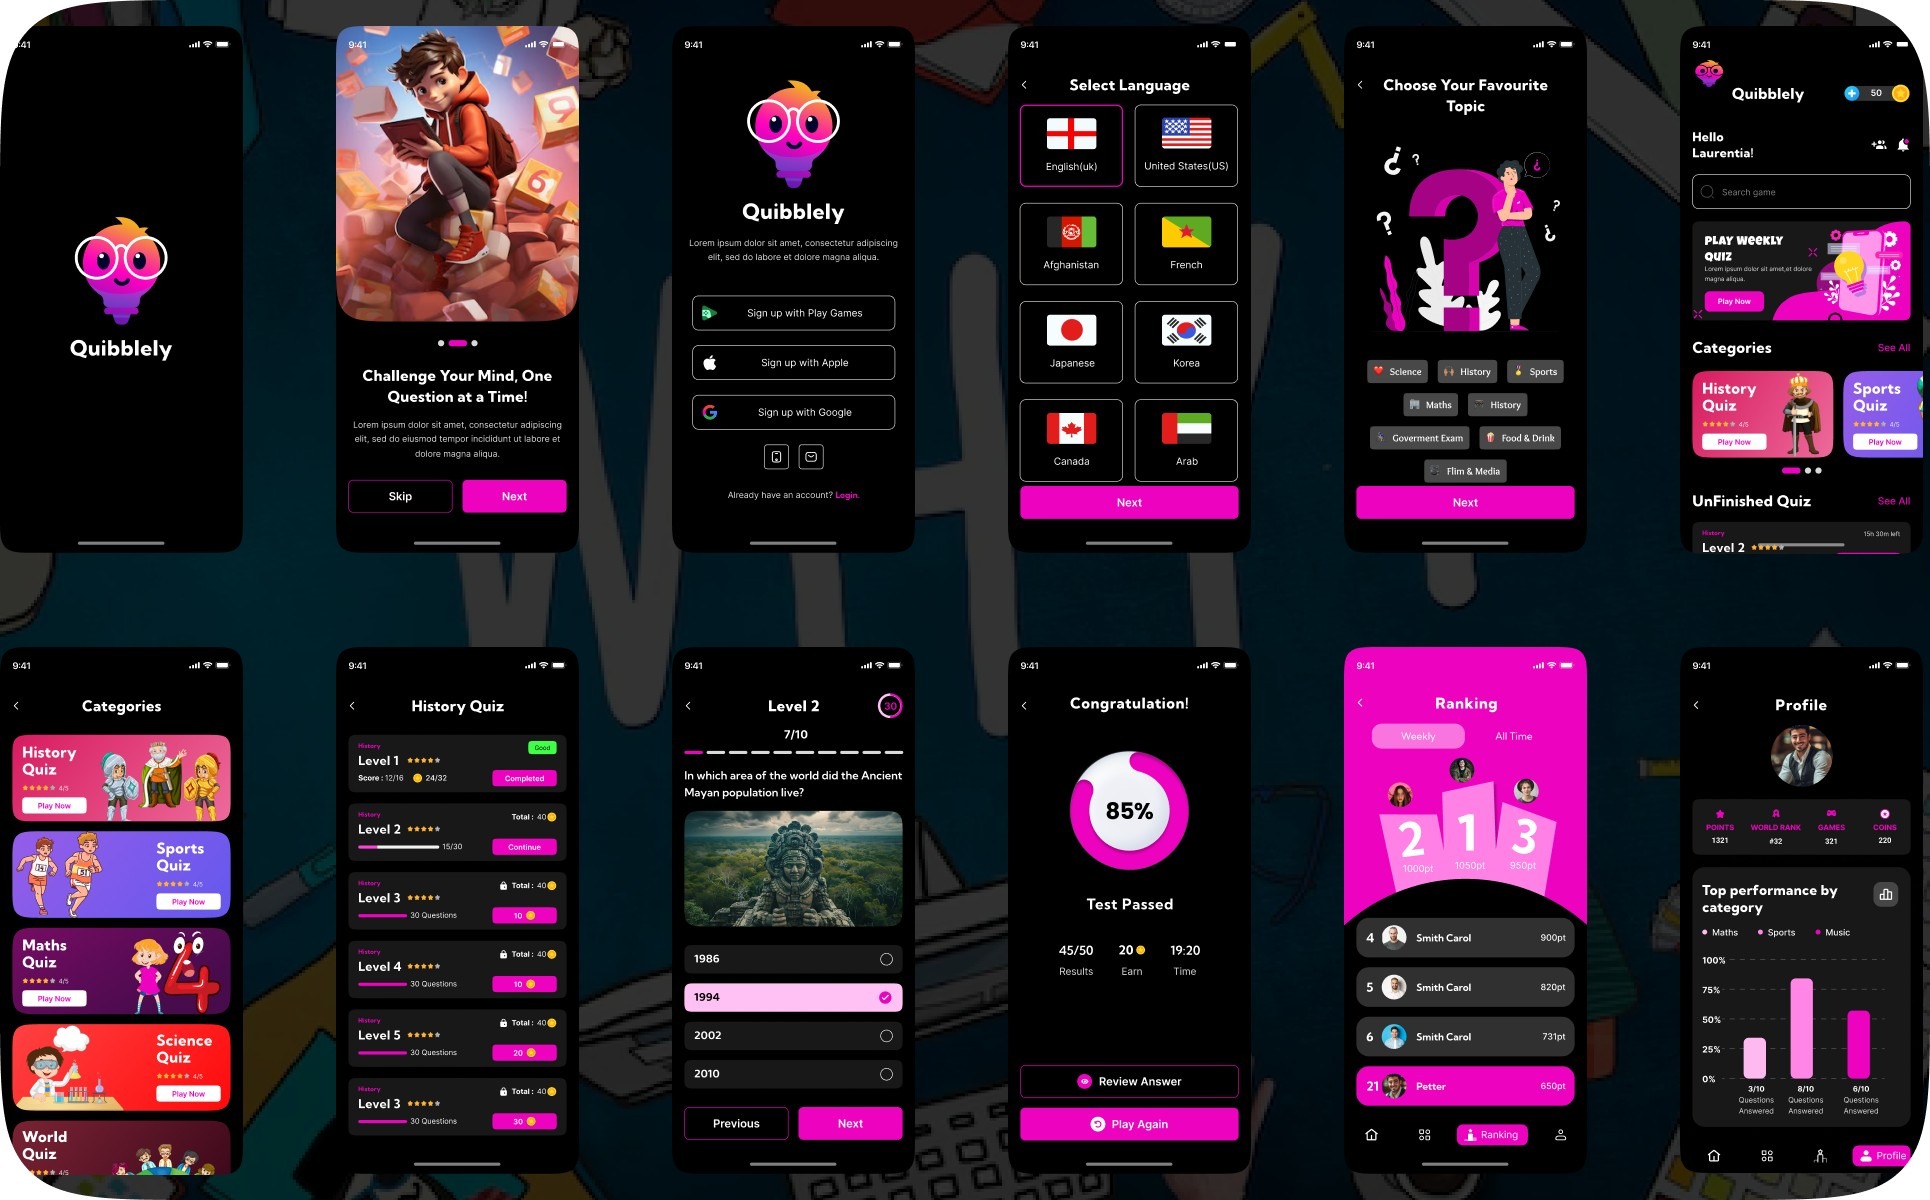 9:41
Quibblely
9:41
9
6
Challenge Your Mind, One
Question at a Time!
Lorem ipsum dolor sit amet, consectetur adipiscing
elit, sed do eiusmod tempor incididunt ut labore et
dolore magna aliqua.
Skip
Next
9:41
Quibblely
Lorem ipsum dolor sit amet, consectetur adipiscing
elit, sed do labore et dolore magna aliqua.
Sign up with Play Games
Sign up with Apple
Sign up with Google
Already have an account? Login.
9:41
Select Language
English(uk)
United States(US)
Afghanistan
French
Japanese
Korea
Canada
Arab
Next
9:41
Choose Your Favourite
Topic
Science
History
Sports
Maths
History
Goverment Exam
Food & Drink
Flim & Media
Next
9:41
Quibblely
50
Hello
Laurentia!
Search game
PLAY WEEKLY
QUIZ
Lorem ipsum dolor sit amet,et dolore
magna aliqua.
Play Now
Categories
See All
History
Quiz
4/5
Play Now
Sports
Quiz
4/5
Play Now
UnFinished Quiz
See All
History
15h 30m left
Level 2
9:41
Categories
History
Quiz
4/5
Play Now
Sports
Quiz
4/5
Play Now
Maths
Quiz
4/5
Play Now
4
Science
Quiz
4/5
Play Now
World
Quiz
4/5
9:41
History Quiz
History
Good
Level 1
Score : 12/16
24/32
Completed
History
Total : 40
Level 2
15/30
Continue
History
Total : 40
Level 3
30 Questions
10
History
Total : 40
Level 4
30 Questions
10
History
Total : 40
Level 5
30 Questions
20
History
Total : 40
Level 3
30 Questions
30
9:41
Level 2
30
7/10
In which area of the world did the Ancient
Mayan population live?
1986
1994
2002
2010
Previous
Next
9:41
Congratulation!
85%
Test Passed
45/50
20
19:20
Results
Earn
Time
Review Answer
Play Again
9:41
Ranking
Weekly
All Time
2
1
3
1000pt
1050pt
950pt
4
Smith Carol
900pt
5
Smith Carol
820pt
6
Smith Carol
731pt
21
Petter
650pt
Ranking
9:41
Profile
POINTS
WORLD RANK
GAMES
COINS
1321
#32
321
220
Top performance by
category
Maths
Sports
Music
100%
75%
50%
25%
0%
3/10
8/10
6/10
Questions
Questions
Questions
Answered
Answered
Answered
Profile